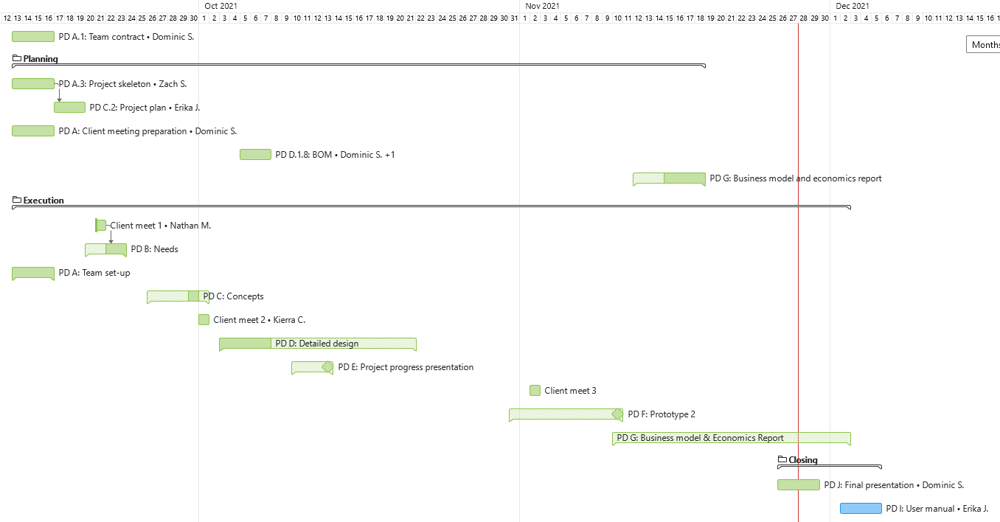 Oct 2021 Nov 2021 Dec 2021
12 13 14 15 16 17 18 19 20 21 22 23 24 25 26 27 28 29 30 1 2 3 4 5 6 7 8 9 10 11 12 13 14 15 16 17 18 19 20 21 22 23 24 25 26 27 28 29 30 31 1 2 3 4 5 6 7 8 9 10 11 12 13 14 15 16 17 18 19 20 21 22 23 24 25 26 27 28 29 30 1 2 3 4 5 6 7 8 9 10 11 12 13 14 15 16 1
PD A.1: Team contract • Dominic S.
Months
Planning
PD A.3: Project skeleton • Zach S.
PD C.2: Project plan • Erika J.
PD A: Client meeting preparation • Dominic S.
PD D.1.8: BOM • Dominic S. +1
PD G: Business model and economics report
Execution
Client meet 1 • Nathan M.
PD B: Needs
PD A: Team set-up
PD C: Concepts
Client meet 2 • Kierra C.
PD D: Detailed design
PD E: Project progress presentation
Client meet 3
PD F: Prototype 2
PD G: Business model & Economics Report
Closing
PD J: Final presentation • Dominic S.
PD I: User manual • Erika J.